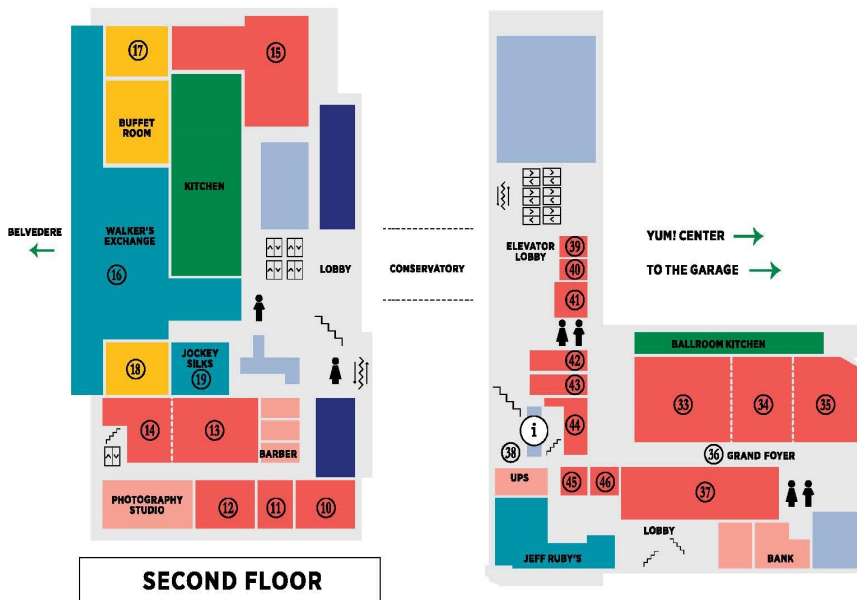 17
15
BUFFET
ROOM
KITCHEN
BELVEDERE
WALKER'S
EXCHANGE
16
LOBBY
CONSERVATORY
JOCKEY
SILKS
19
18
14
13
BARBER
PHOTOGRAPHY
STUDIO
12
11
10
SECOND FLOOR
ELEVATOR
LOBBY
39
40
41
42
43
44
i
38
UPS
45
46
37
JEFF RUBY'S
LOBBY
BANK
YUM! CENTER
TO THE GARAGE
BALLROOM KITCHEN
33
34
35
36 GRAND FOYER